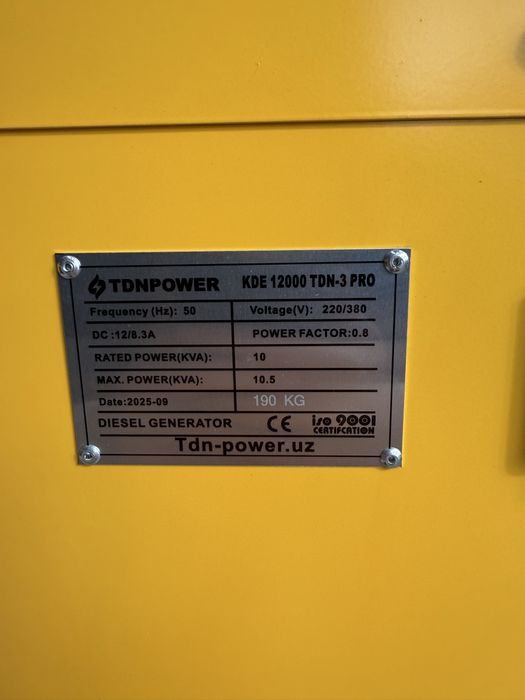 TDNPOWER KDE 12000 TDN-3 PRO
Frequency (Hz): 50 Voltage(V): 220/380
DC :12/8.3A POWER FACTOR:0.8
RATED POWER(KVA): 10
MAX. POWER(KVA): 10.5
Date:2025-09 190 KG
DIESEL GENERATOR CE iso 9001
CERTIFCATION
Tdn-power.uz